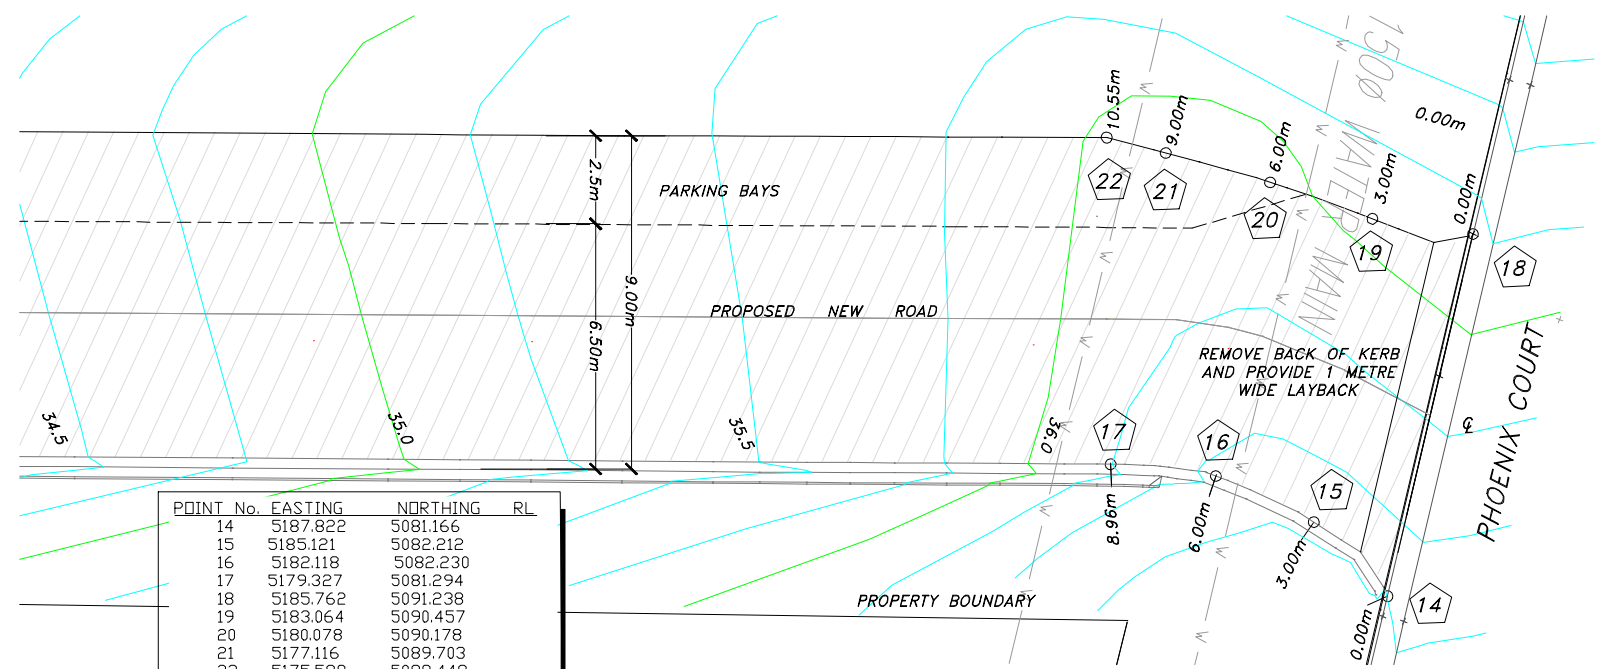 150Ø WATER MAIN
10.55m
9.00m
6.00m
3.00m
0.00m
0.00m
22
21
20
19
18
2.5m
PARKING BAYS
9.00m
6.50m
PROPOSED NEW ROAD
REMOVE BACK OF KERB
AND PROVIDE 1 METRE
WIDE LAYBACK
PHOENIX COURT
34.5
35.0
35.5
36.0
17
16
15
14
8.96m
6.00m
3.00m
0.00m
PROPERTY BOUNDARY
W
W
W
W
W
W
W
W
W
W
W
W
W
W
POINT No. EASTING NORTHING RL
14 5187.822 5081.166
15 5185.121 5082.212
16 5182.118 5082.230
17 5179.327 5081.294
18 5185.762 5091.238
19 5183.064 5090.457
20 5180.078 5090.178
21 5177.116 5089.703